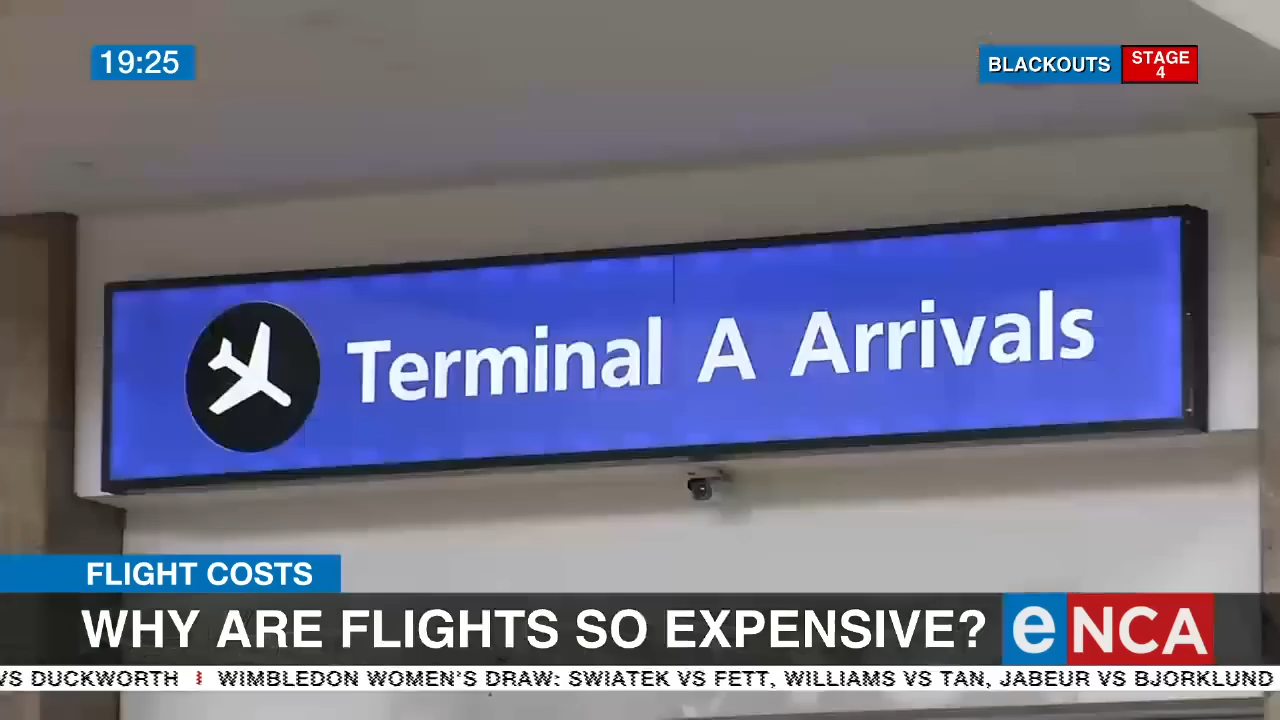 19:25
BLACKOUTS
STAGE
4
Terminal A Arrivals
FLIGHT COSTS
WHY ARE FLIGHTS SO EXPENSIVE?
eNCA
VS DUCKWORTH WIMBLEDON WOMEN'S DRAW: SWIATEK VS FETT, WILLIAMS VS TAN, JABEUR VS BJORKLUND